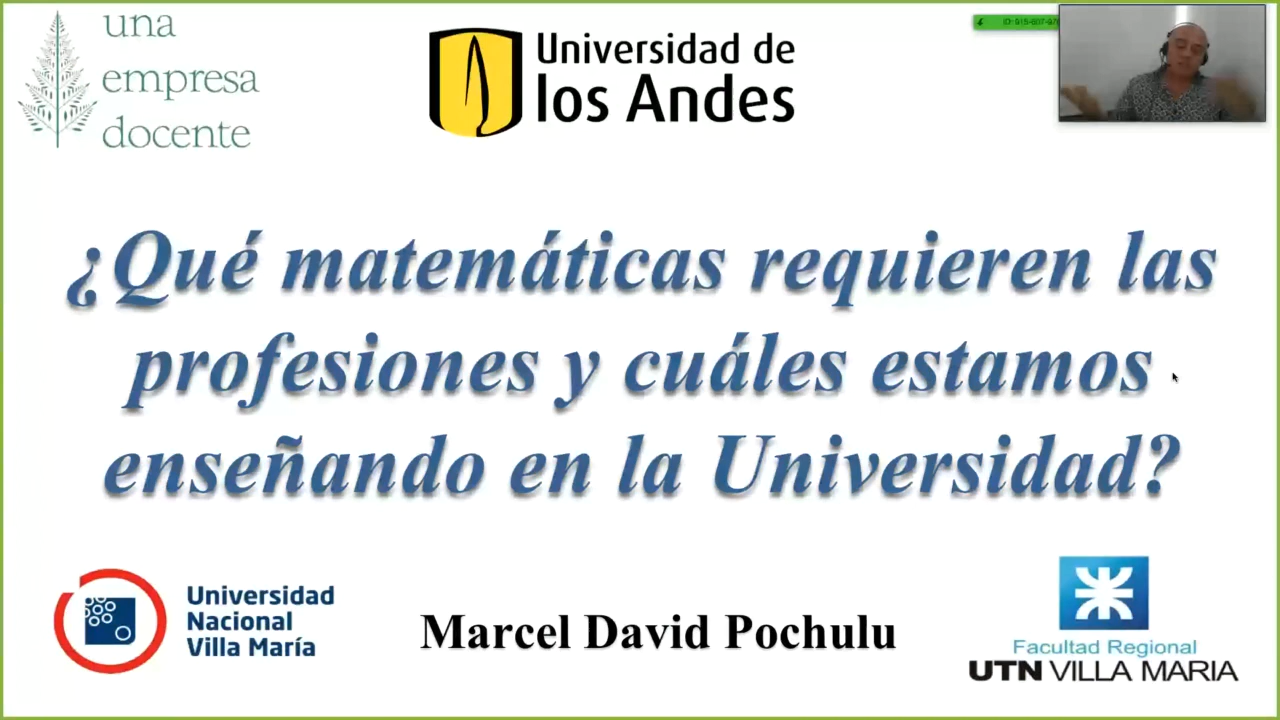 una
empresa
docente
Universidad de
los Andes
¿Qué matemáticas requieren las
profesiones y cuáles estamos
enseñando en la Universidad?
Universidad
Nacional
Villa María
Marcel David Pochulu
Facultad Regional
UTN VILLA MARIA